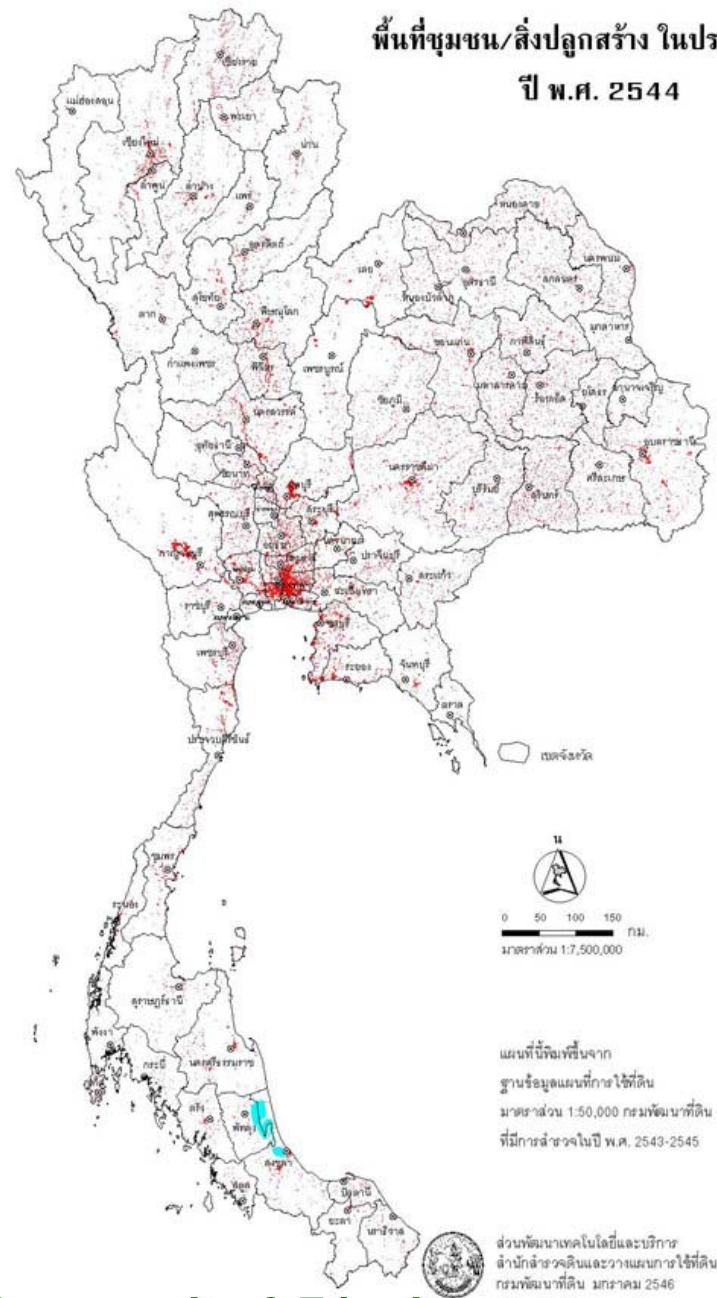 พื้นที่ชุมชน/สิ่งปลูกสร้าง ในประ
ปี พ.ศ. 2544
เชียงราย
แม่ฮ่องสอน
พะเยา
เชียงใหม่
น่าน
ลำพูน
ลำปาง
แพร่
หนองคาย
อุตรดิตถ์
เลย
อุดรธานี
นครพนม
สกลนคร
สุโขทัย
หนองบัวลำภู
ตาก
พิษณุโลก
มุกดาหาร
ขอนแก่น
กาฬสินธุ์
กำแพงเพชร
พิจิตร
เพชรบูรณ์
มหาสารคาม
ร้อยเอ็ด
ยโสธร
อำนาจเจริญ
ชัยภูมิ
นครสวรรค์
อุทัยธานี
อุบลราชธานี
ชัยนาท
นครราชสีมา
บุรีรัมย์
สุรินทร์
ศรีสะเกษ
สุพรรณบุรี
สระบุรี
นครนายก
ปราจีนบุรี
กาญจนบุรี
สระแก้ว
ฉะเชิงเทรา
ราชบุรี
ชลบุรี
เพชรบุรี
ระยอง
จันทบุรี
ตราด
ประจวบคีรีขันธ์
เขตจังหวัด
น
ชุมพร
0 50 100 150 กม.
มาตราส่วน 1:7,500,000
ระนอง
สุราษฎร์ธานี
พังงา
กระบี่
นครศรีธรรมราช
แผนที่นี้พิมพ์ขึ้นจาก
ฐานข้อมูลแผนที่การใช้ที่ดิน
มาตราส่วน 1:50,000 กรมพัฒนาที่ดิน
ที่มีการสำรวจในปี พ.ศ. 2543-2545
ตรัง
พัทลุง
สงขลา
สตูล
ปัตตานี
ยะลา
นราธิวาส
ส่วนพัฒนาเทคโนโลยีและบริการ
สำนักสำรวจดินและวางแผนการใช้ที่ดิน
กรมพัฒนาที่ดิน มกราคม 2546